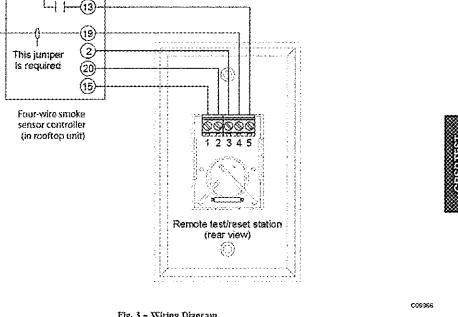 13
19
This jumper
is required
2
20
15
Four-wire smoke
sensor controller
(in rooftop unit)
1 2 3 4 5
Remote test/reset station
(rear view)
C09366
Fig. 3 – Wiring Diagram